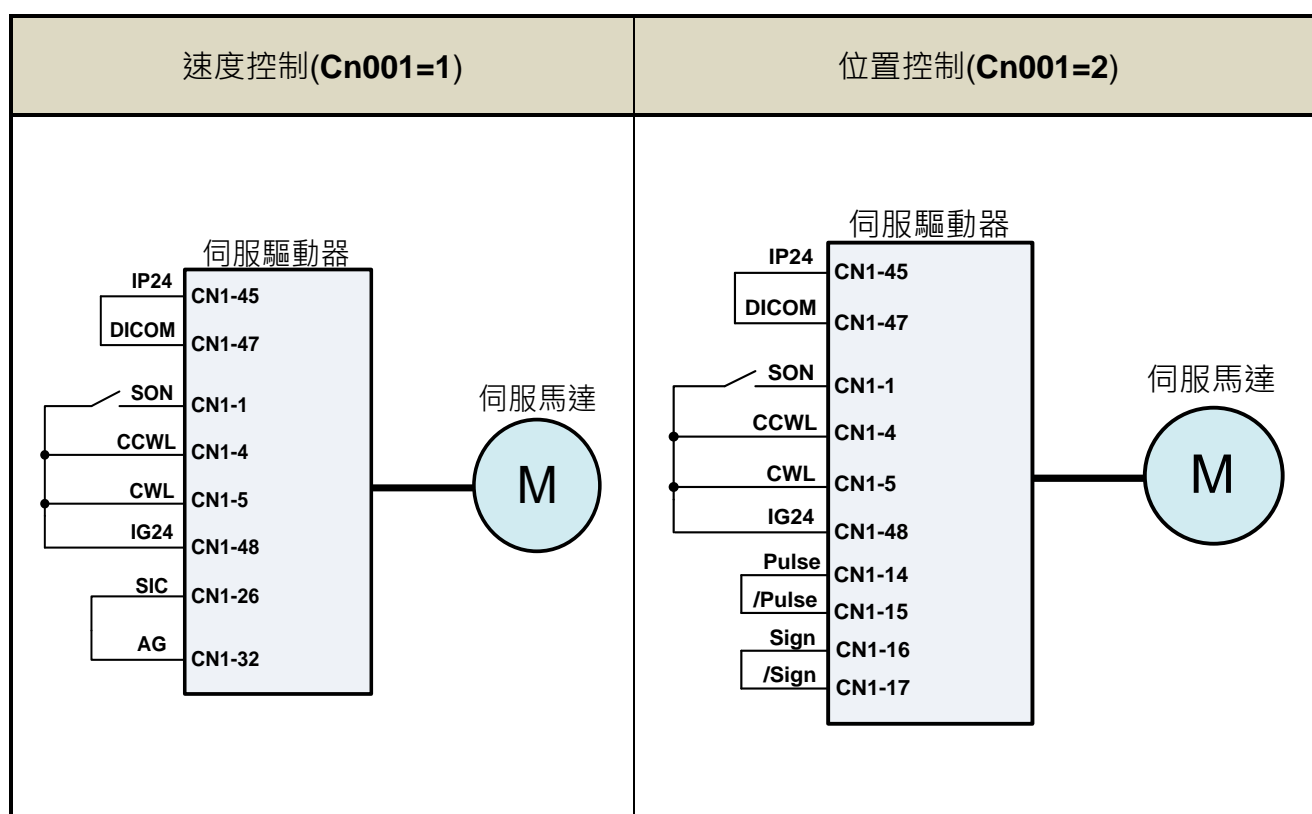 速度控制(Cn001=1)
位置控制(Cn001=2)
伺服驅動器
IP24 CN1-45
DICOM CN1-47
SON CN1-1
CCWL CN1-4
CWL CN1-5
IG24 CN1-48
SIC CN1-26
AG CN1-32
伺服馬達
M
伺服驅動器
IP24 CN1-45
DICOM CN1-47
SON CN1-1
CCWL CN1-4
CWL CN1-5
IG24 CN1-48
Pulse CN1-14
/Pulse CN1-15
Sign CN1-16
/Sign CN1-17
伺服馬達
M